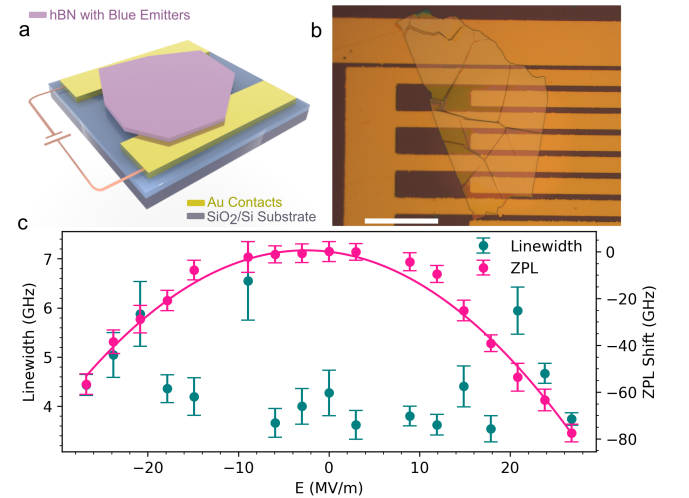 hBN with Blue Emitters
a
b
Au Contacts
SiO₂/Si Substrate
c
Linewidth
ZPL
7
6
5
4
Linewidth (GHz)
0
−20
−40
−60
−80
ZPL Shift (GHz)
−20
−10
0
10
20
E (MV/m)